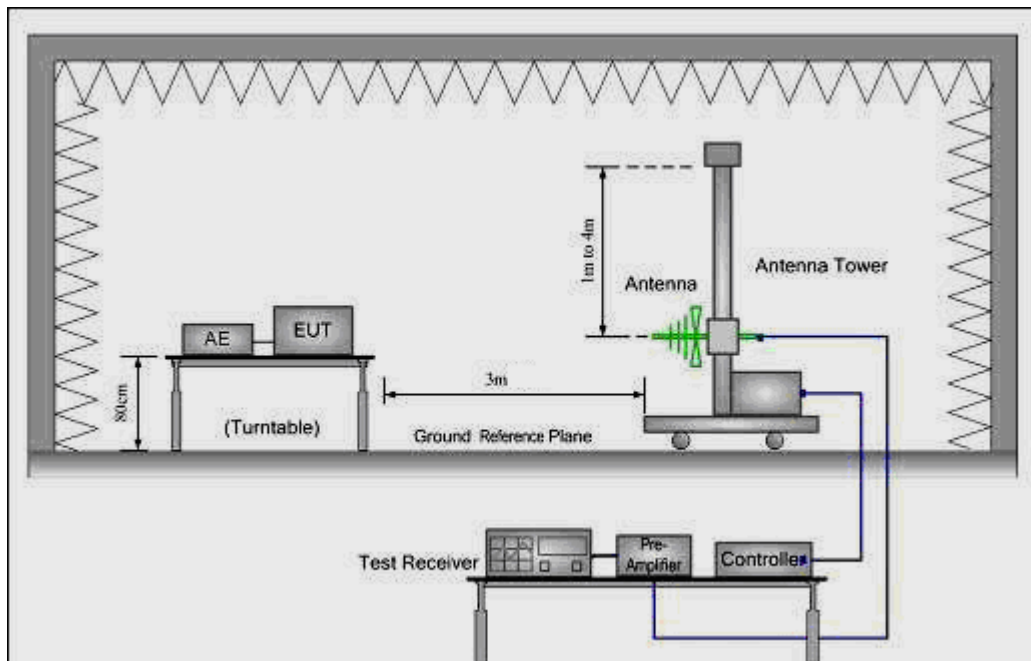 1m to 4m
Antenna
Antenna Tower
AE
EUT
80cm
(Turntable)
3m
Ground Reference Plane
Test Receiver
Pre-
Amplifier
Controller